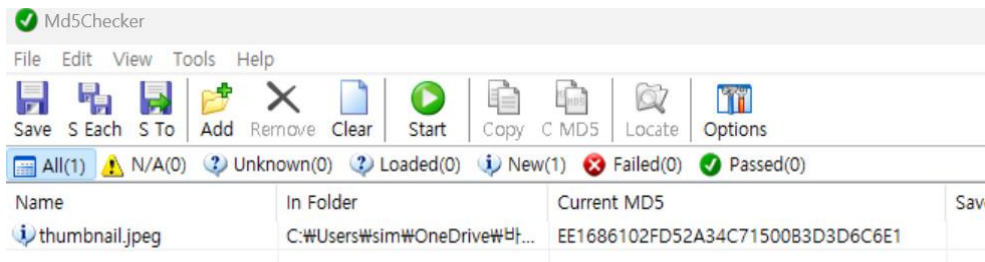 Md5Checker
File Edit View Tools Help
Save S Each S To Add Remove Clear Start Copy C MD5 Locate Options
All(1) N/A(0) Unknown(0) Loaded(0) New(1) Failed(0) Passed(0)
Name In Folder Current MD5 Save
thumbnail.jpeg C:₩Users₩sim₩OneDrive₩바... EE1686102FD52A34C71500B3D3D6C6E1